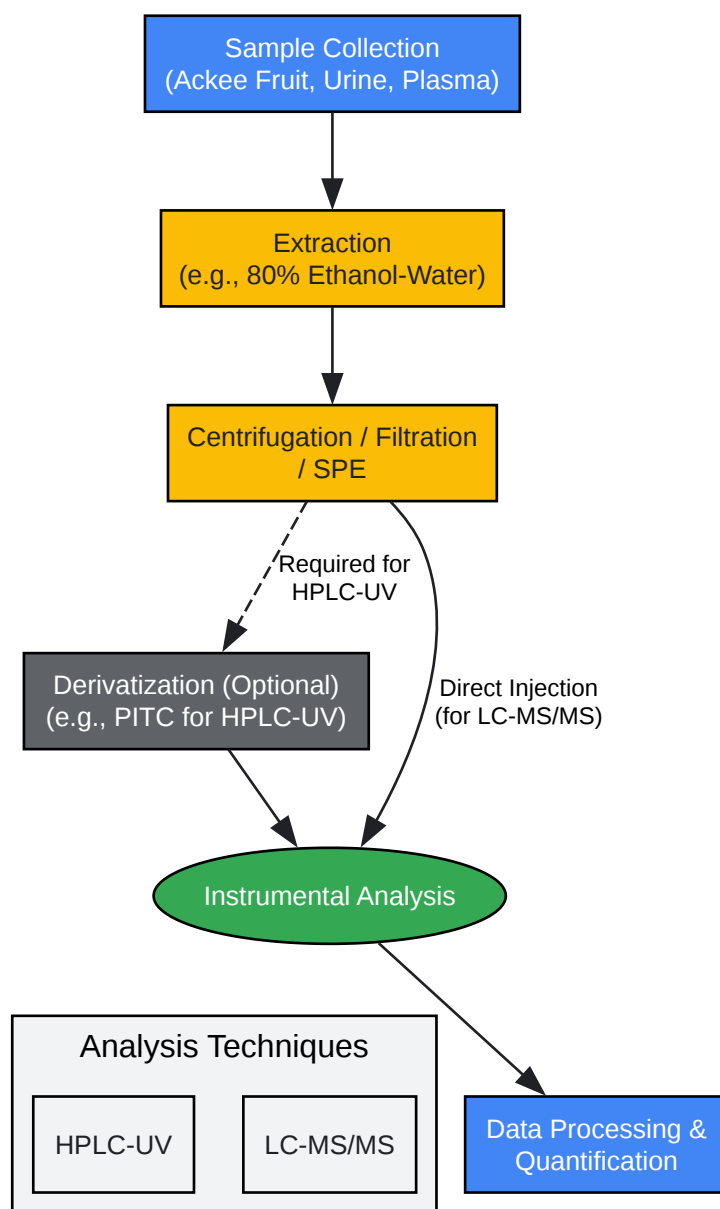 Sample Collection
(Ackee Fruit, Urine, Plasma)
Extraction
(e.g., 80% Ethanol-Water)
Centrifugation / Filtration
/ SPE
Required for
HPLC-UV
Derivatization (Optional)
(e.g., PITC for HPLC-UV)
Direct Injection
(for LC-MS/MS)
Instrumental Analysis
Analysis Techniques
HPLC-UV
LC-MS/MS
Data Processing &
Quantification